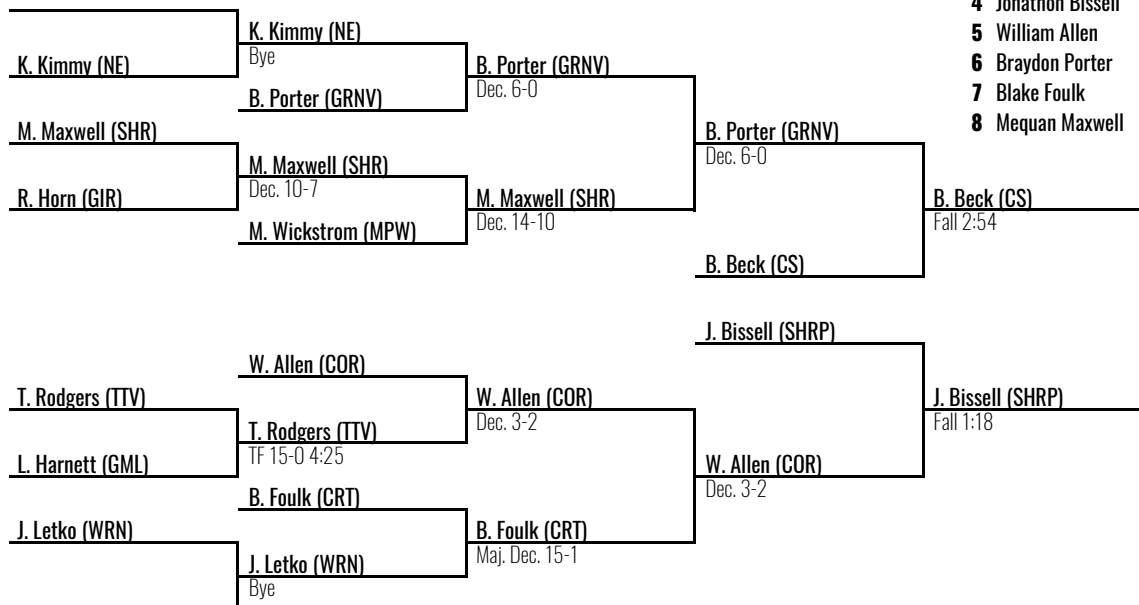 4 Jonathon Bissell
5 William Allen
6 Braydon Porter
7 Blake Foulk
8 Mequan Maxwell
K. Kimmy (NE)
K. Kimmy (NE)
Bye
B. Porter (GRNV)
B. Porter (GRNV)
Dec. 6-0
M. Maxwell (SHR)
R. Horn (GIR)
M. Maxwell (SHR)
Dec. 10-7
M. Wickstrom (MPW)
M. Maxwell (SHR)
Dec. 14-10
B. Porter (GRNV)
Dec. 6-0
B. Beck (CS)
B. Beck (CS)
Fall 2:54
J. Bissell (SHRP)
W. Allen (COR)
T. Rodgers (TTV)
L. Harnett (GML)
T. Rodgers (TTV)
TF 15-0 4:25
W. Allen (COR)
Dec. 3-2
B. Foulk (CRT)
J. Letko (WRN)
J. Letko (WRN)
Bye
B. Foulk (CRT)
Maj. Dec. 15-1
W. Allen (COR)
Dec. 3-2
J. Bissell (SHRP)
Fall 1:18